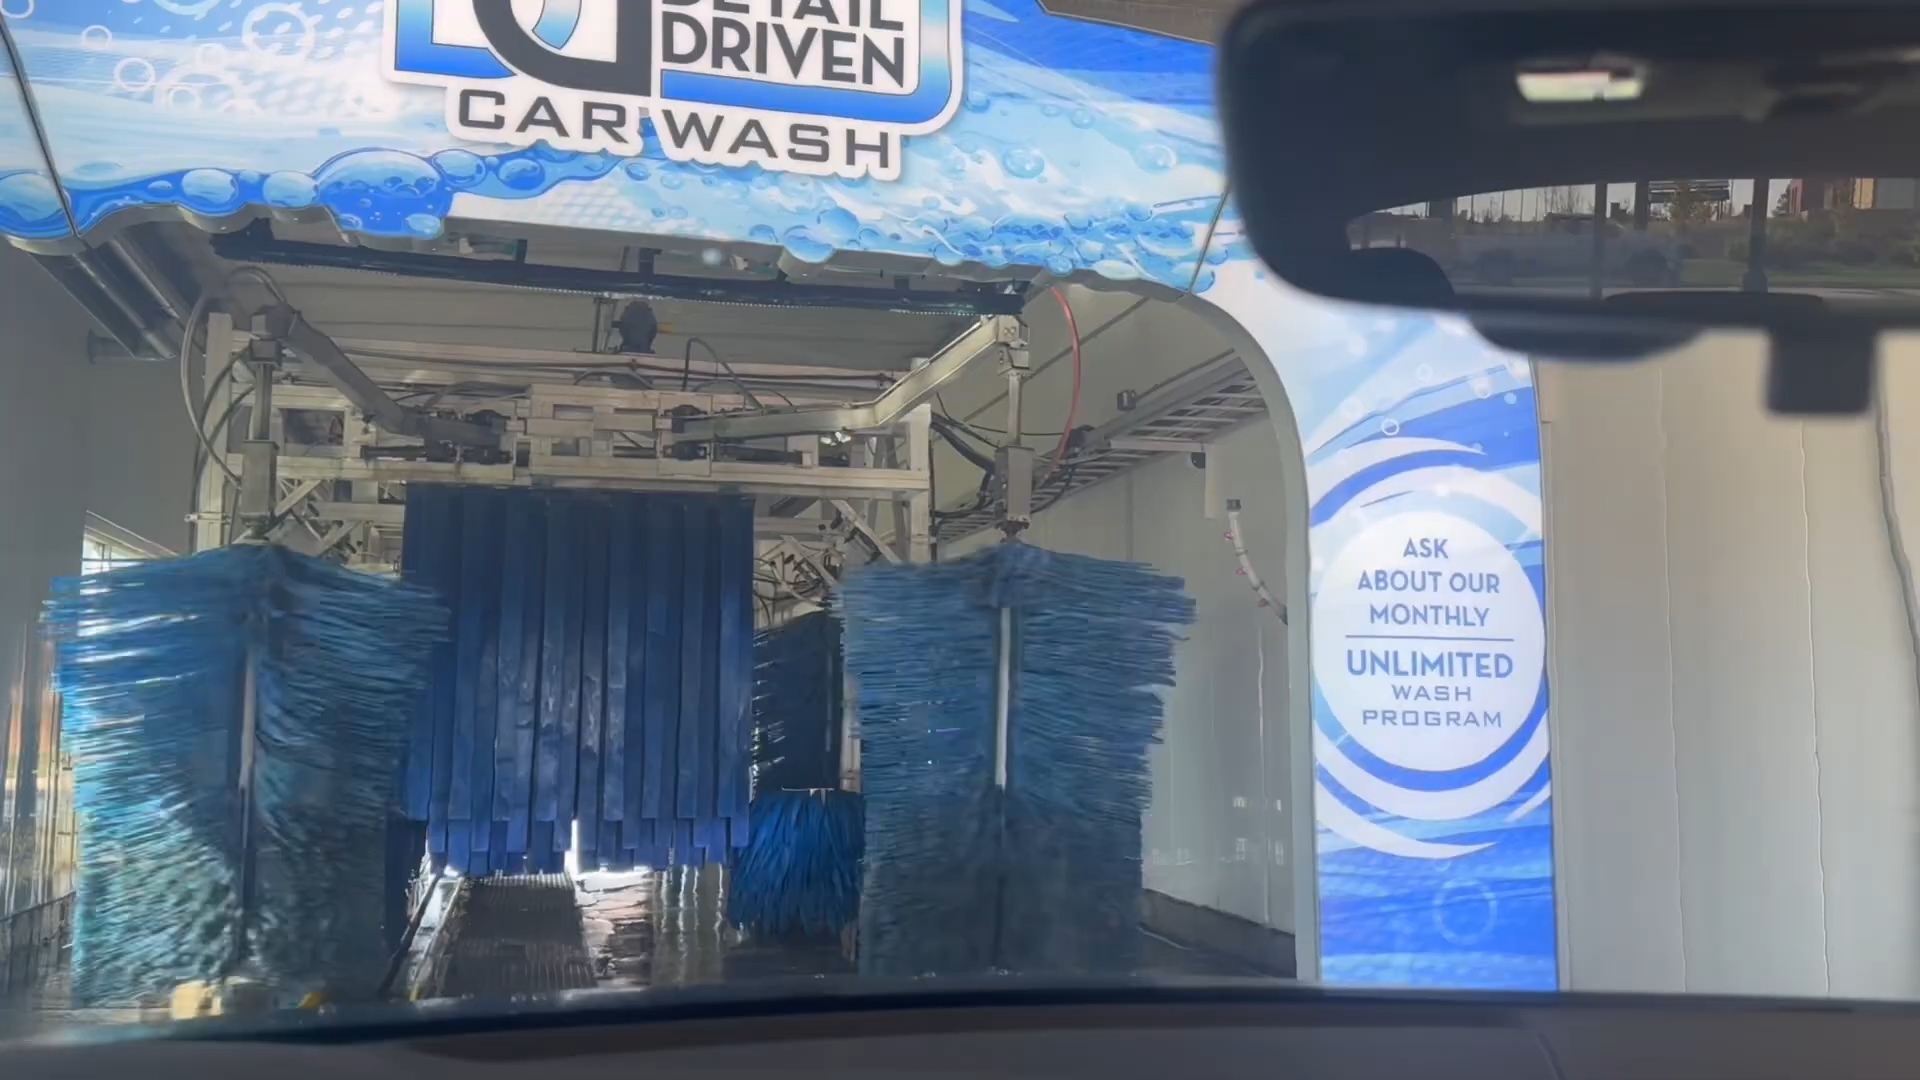 DETAIL
DRIVEN
CAR WASH
ASK
ABOUT OUR
MONTHLY
UNLIMITED
WASH
PROGRAM